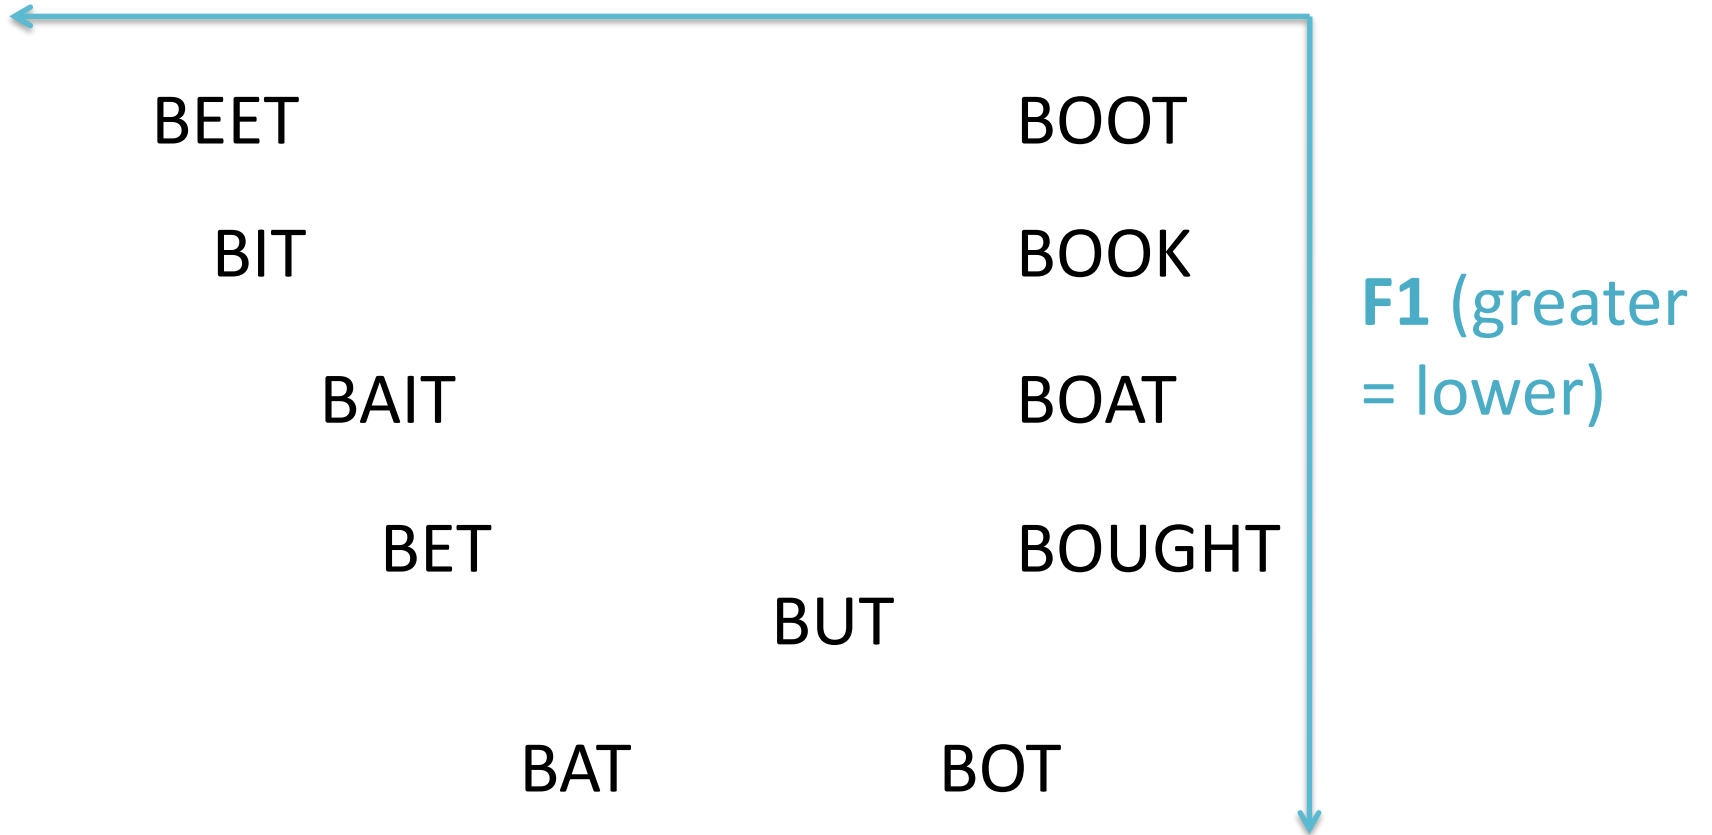 BEET BOOT
BIT BOOK
F1 (greater
= lower)
BAIT BOAT
BET BOUGHT
BUT
BAT BOT